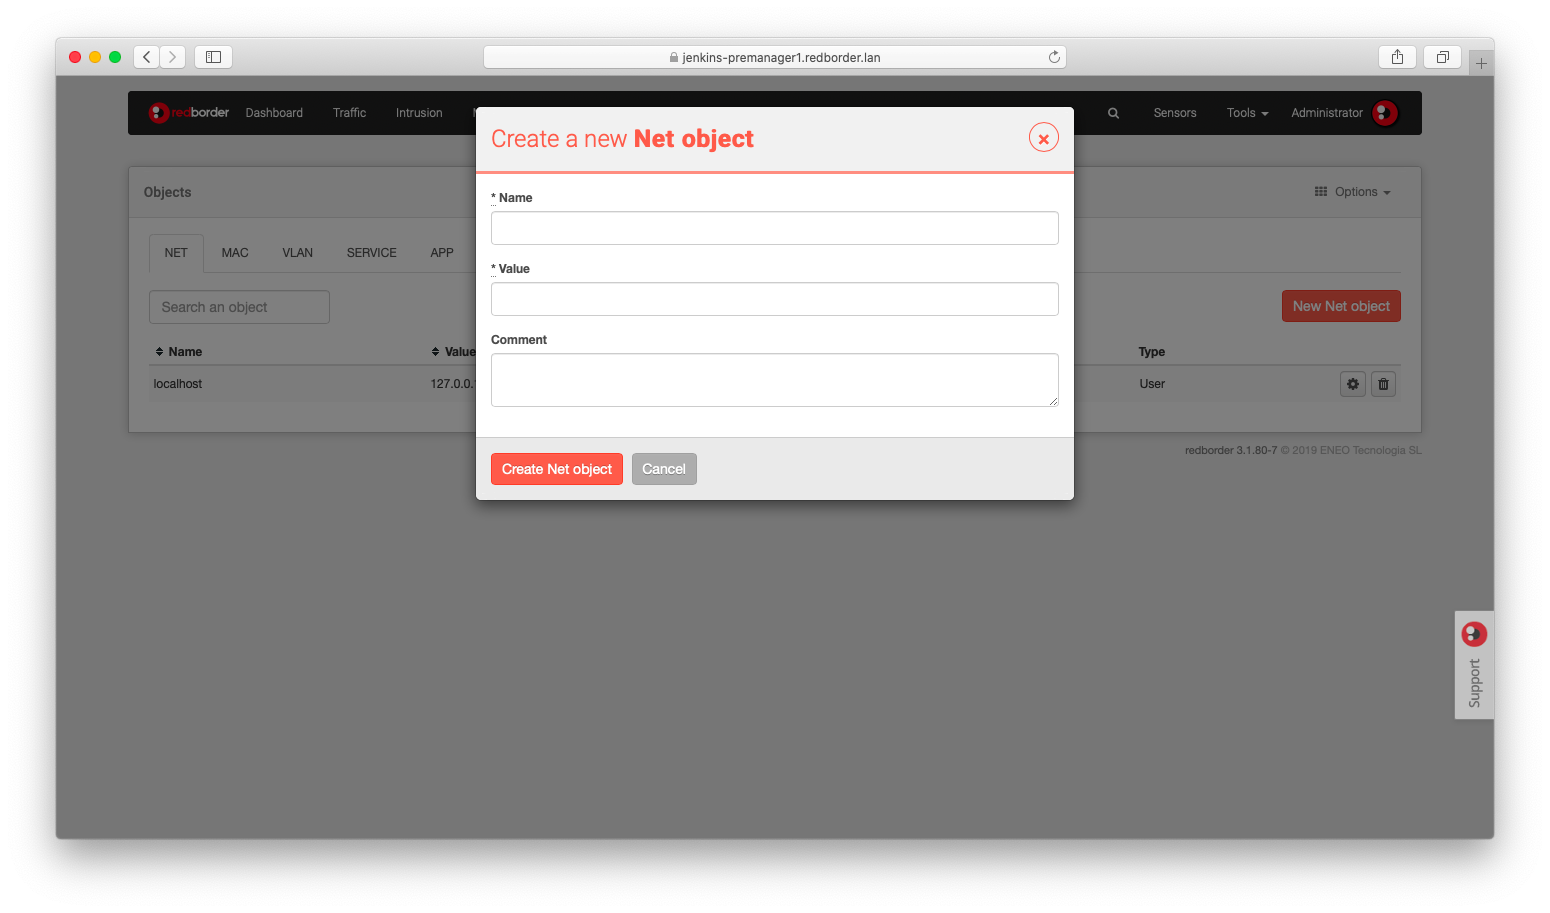 jenkins-premanager1.redborder.lan
redborder Dashboard Traffic Intrusion Sensors Tools Administrator
Create a new Net object
Objects
Options
* Name
NET MAC VLAN SERVICE APP
* Value
Search an object
New Net object
Comment
Name Value Type
localhost 127.0.0. User
redborder 3.1.80-7 © 2019 ENEO Tecnología SL
Create Net object Cancel
Support